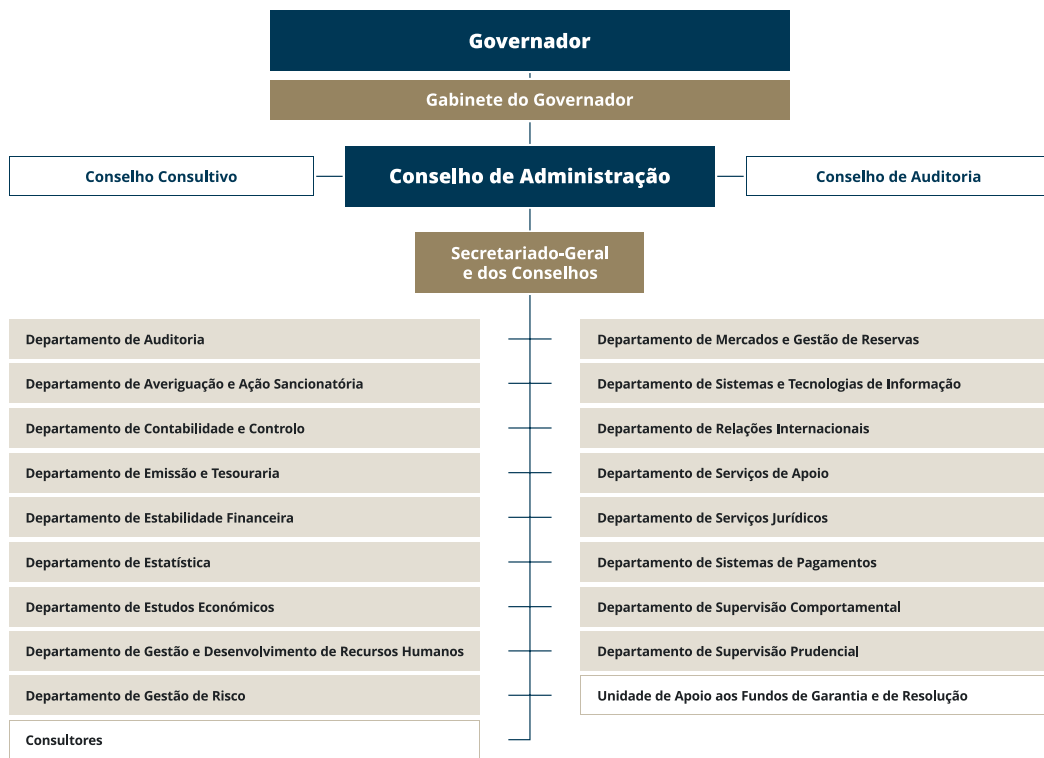 Governador
Gabinete do Governador
Conselho Consultivo
Conselho de Administração
Conselho de Auditoria
Secretariado-Geral
e dos Conselhos
Departamento de Auditoria
Departamento de Averiguação e Ação Sancionatória
Departamento de Contabilidade e Controlo
Departamento de Emissão e Tesouraria
Departamento de Estabilidade Financeira
Departamento de Estatística
Departamento de Estudos Económicos
Departamento de Gestão e Desenvolvimento de Recursos Humanos
Departamento de Gestão de Risco
Consultores
Departamento de Mercados e Gestão de Reservas
Departamento de Sistemas e Tecnologias de Informação
Departamento de Relações Internacionais
Departamento de Serviços de Apoio
Departamento de Serviços Jurídicos
Departamento de Sistemas de Pagamentos
Departamento de Supervisão Comportamental
Departamento de Supervisão Prudencial
Unidade de Apoio aos Fundos de Garantia e de Resolução